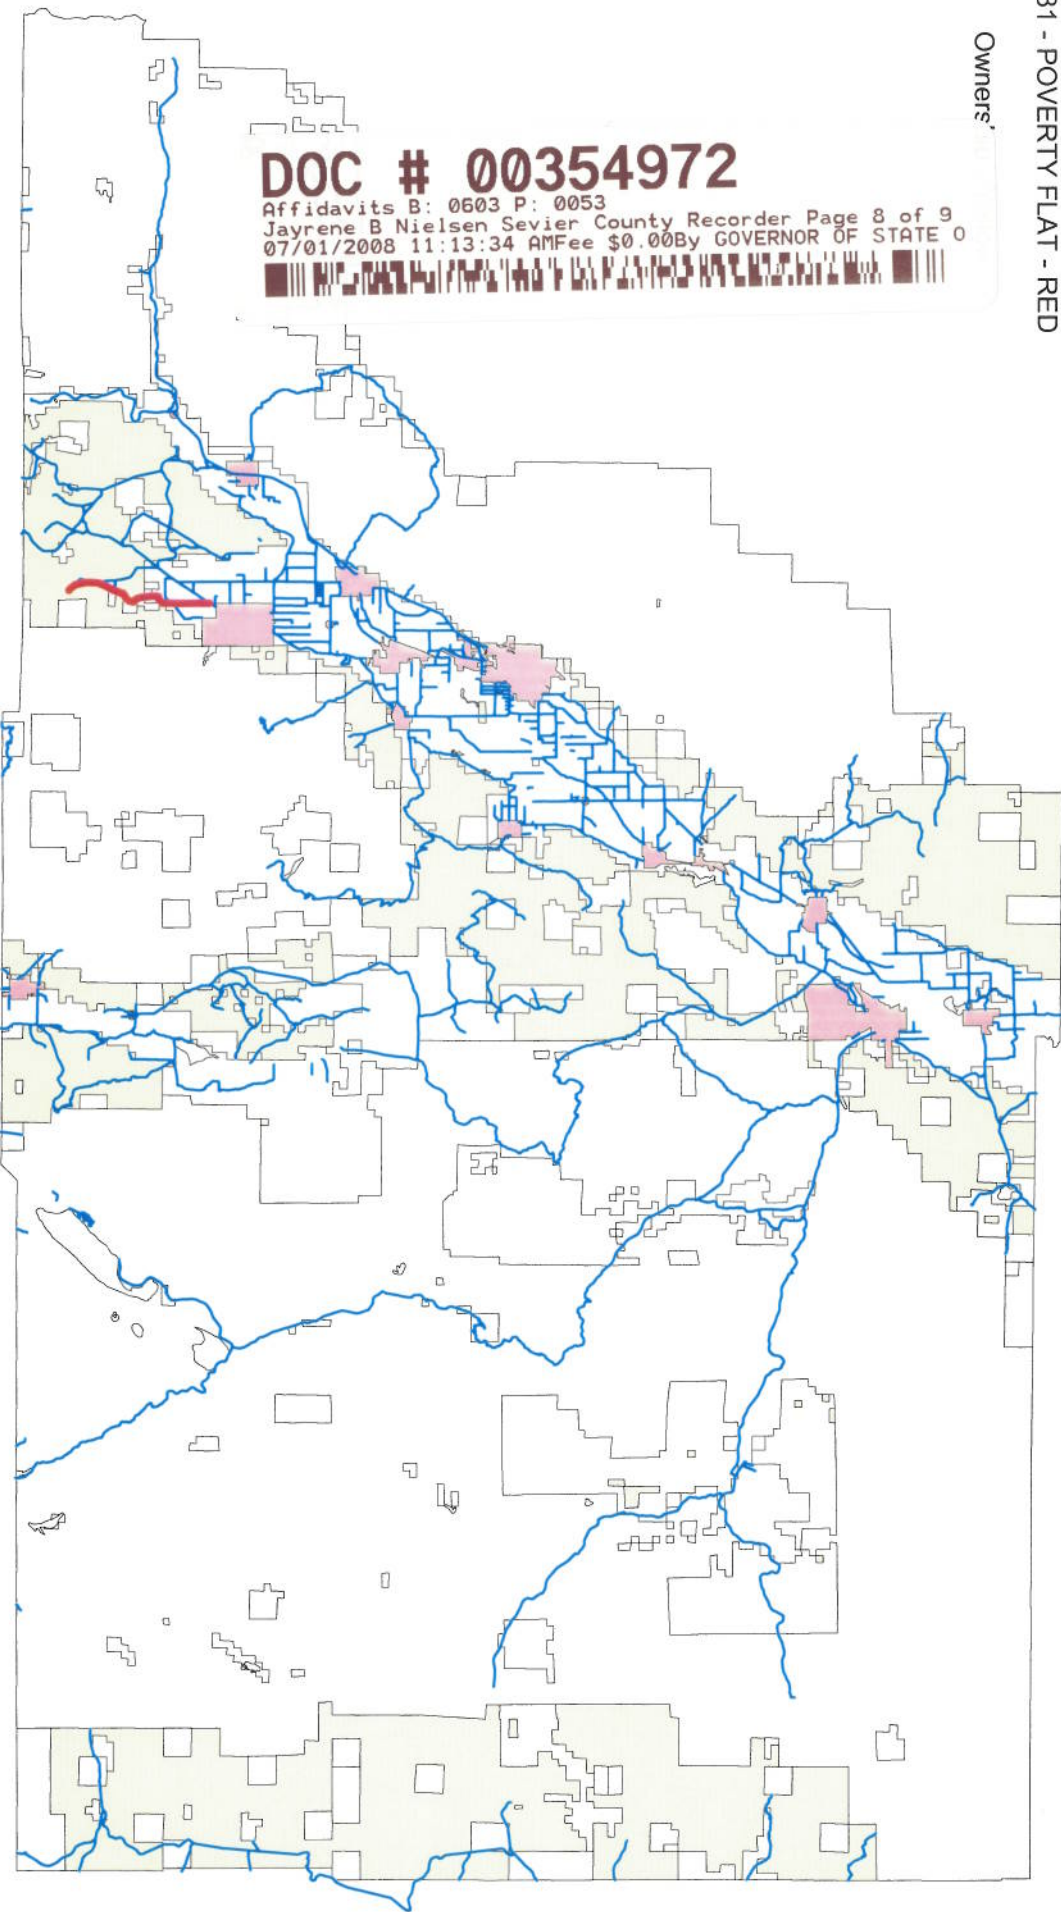 31 - POVERTY FLAT - RED
Owners'
DOC # 00354972
Affidavits B: 0603 P: 0053
Jayrene B Nielsen Sevier County Recorder Page 8 of 9
07/01/2008 11:13:34 AMFee $0.00By GOVERNOR OF STATE O